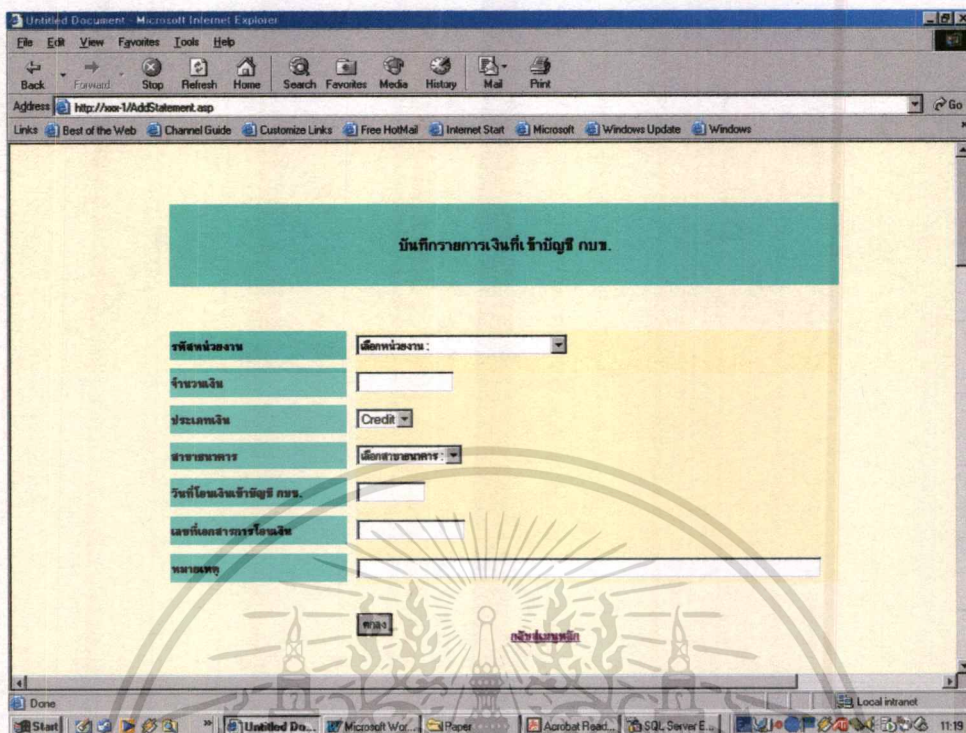 Untitled Document - Microsoft Internet Explorer
File Edit View Favorites Tools Help
Back Forward Stop Refresh Home Search Favorites Media History Mail Print
Address http://xxx-1/AddStatement.asp Go
Links Best of the Web Channel Guide Customize Links Free HotMail Internet Start Microsoft Windows Update Windows
บันทึกรายการเงินที่เข้าบัญชี กบข.
รหัสหน่วยงาน เลือกหน่วยงาน :
จำนวนเงิน
ประเภทเงิน Credit
สาขาธนาคาร เลือกสาขาธนาคาร :
วันที่โอนเงินเข้าบัญชี กบข.
เลขที่เอกสารการโอนเงิน
หมายเหตุ
ตกลง กลับสู่เมนูหลัก
Done Local intranet
Start Untitled Do... Microsoft Wor... Paper Acrobat Read... SQL Server E... 11:19